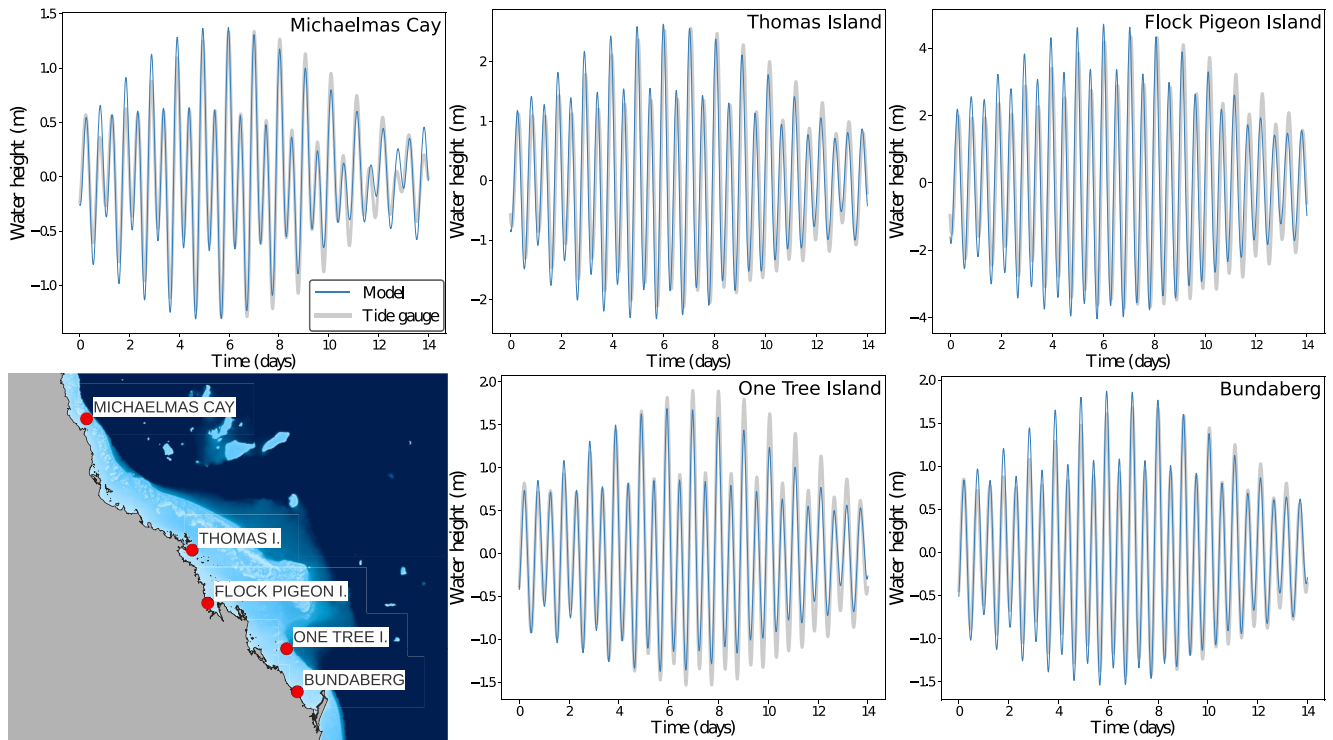 Michaelmas Cay
1.5
1.0
0.5
0.0
−0.5
−1.0
Water height (m)
Model
Tide gauge
0 2 4 6 8 10 12 14
Time (days)
Thomas Island
2
1
0
−1
−2
Water height (m)
0 2 4 6 8 10 12 14
Time (days)
Flock Pigeon Island
4
2
0
−2
−4
Water height (m)
0 2 4 6 8 10 12 14
Time (days)
MICHAELMAS CAY
THOMAS I.
FLOCK PIGEON I.
ONE TREE I.
BUNDABERG
One Tree Island
2.0
1.5
1.0
0.5
0.0
−0.5
−1.0
−1.5
Water height (m)
0 2 4 6 8 10 12 14
Time (days)
Bundaberg
2.0
1.5
1.0
0.5
0.0
−0.5
−1.0
−1.5
Water height (m)
0 2 4 6 8 10 12 14
Time (days)